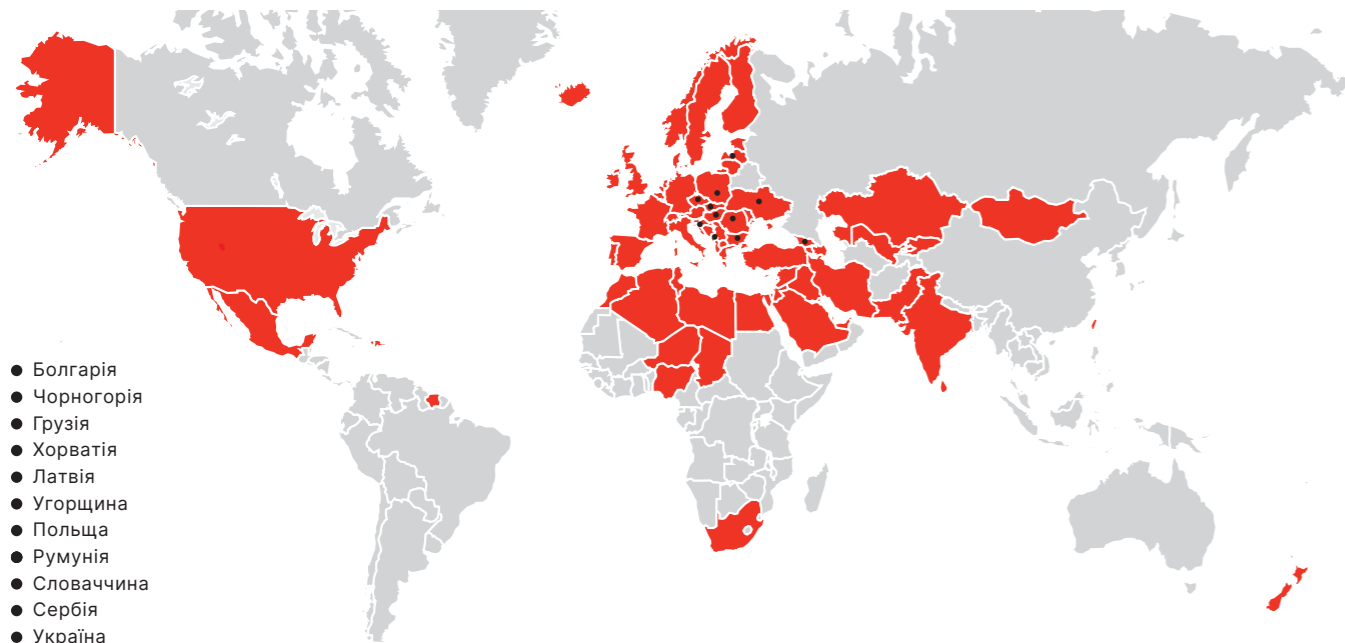 ● Болгарія
● Чорногорія
● Грузія
● Хорватія
● Латвія
● Угорщина
● Польща
● Румунія
● Словаччина
● Сербія
● Україна